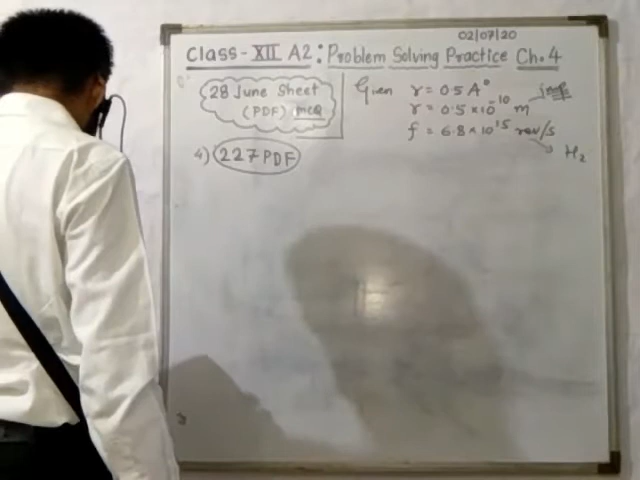 02/07/20
Class - XII A2 : Problem Solving Practice Ch. 4
28 June Sheet
(PDF) MCQ
4) 227 PDF
Given r = 0.5 A°
r = 0.5 × 10⁻¹⁰ m
f = 6.8 × 10¹⁵ rev/s
Hz